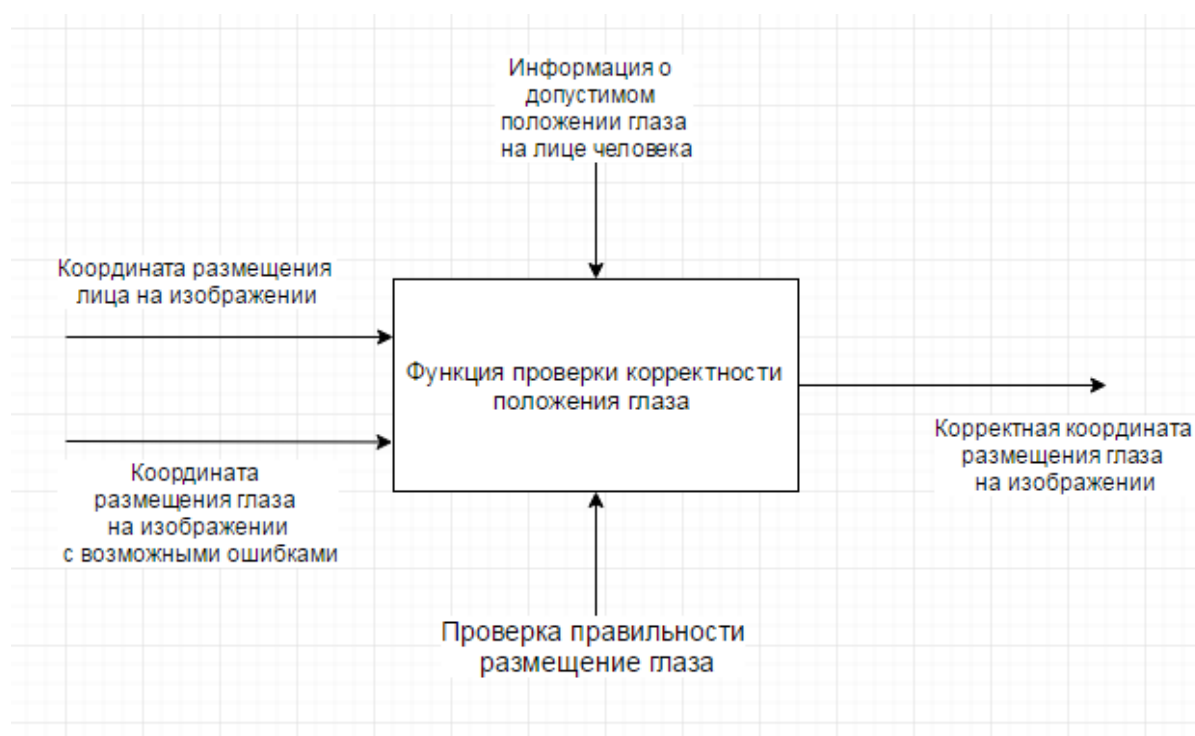 Информация о
допустимом
положении глаза
на лице человека
Координата размещения
лица на изображении
Функция проверки корректности
положения глаза
Корректная координата
размещения глаза
на изображении
Координата
размещения глаза
на изображении
с возможными ошибками
Проверка правильности
размещение глаза